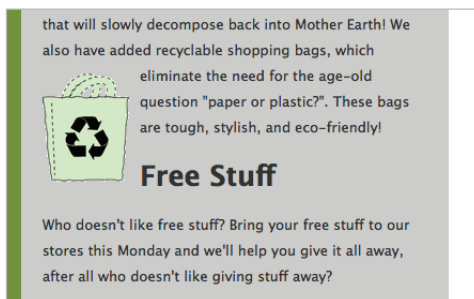 that will slowly decompose back into Mother Earth! We
also have added recyclable shopping bags, which
eliminate the need for the age-old
question "paper or plastic?". These bags
are tough, stylish, and eco-friendly!
Free Stuff
Who doesn't like free stuff? Bring your free stuff to our
stores this Monday and we'll help you give it all away,
after all who doesn't like giving stuff away?